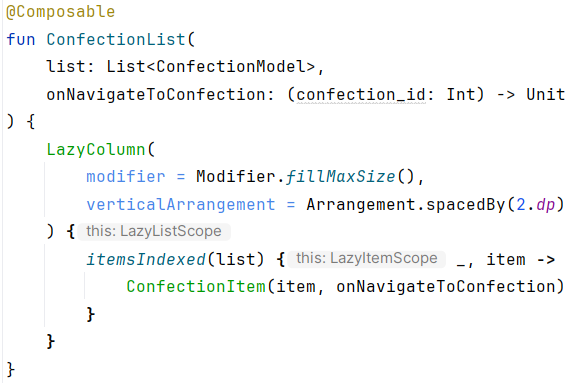 @Composable
fun ConfectionList(
    list: List<ConfectionModel>,
    onNavigateToConfection: (confection_id: Int) -> Unit
) {
    LazyColumn(
        modifier = Modifier.fillMaxSize(),
        verticalArrangement = Arrangement.spacedBy(2.dp)
    ) { this: LazyListScope
        itemsIndexed(list) { this: LazyItemScope _, item ->
            ConfectionItem(item, onNavigateToConfection)
        }
    }
}